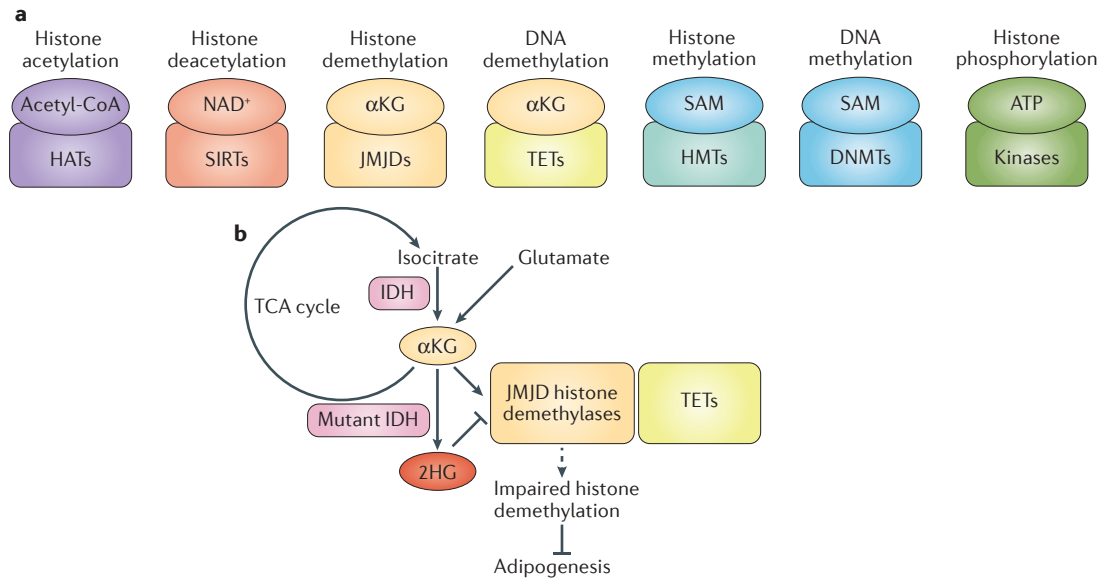 a
Histone
acetylation
Acetyl-CoA
HATs
Histone
deacetylation
NAD⁺
SIRTs
Histone
demethylation
αKG
JMJDs
DNA
demethylation
αKG
TETs
Histone
methylation
SAM
HMTs
DNA
methylation
SAM
DNMTs
Histone
phosphorylation
ATP
Kinases
b
Isocitrate
Glutamate
IDH
TCA cycle
αKG
JMJD histone
demethylases
TETs
Mutant IDH
2HG
Impaired histone
demethylation
Adipogenesis